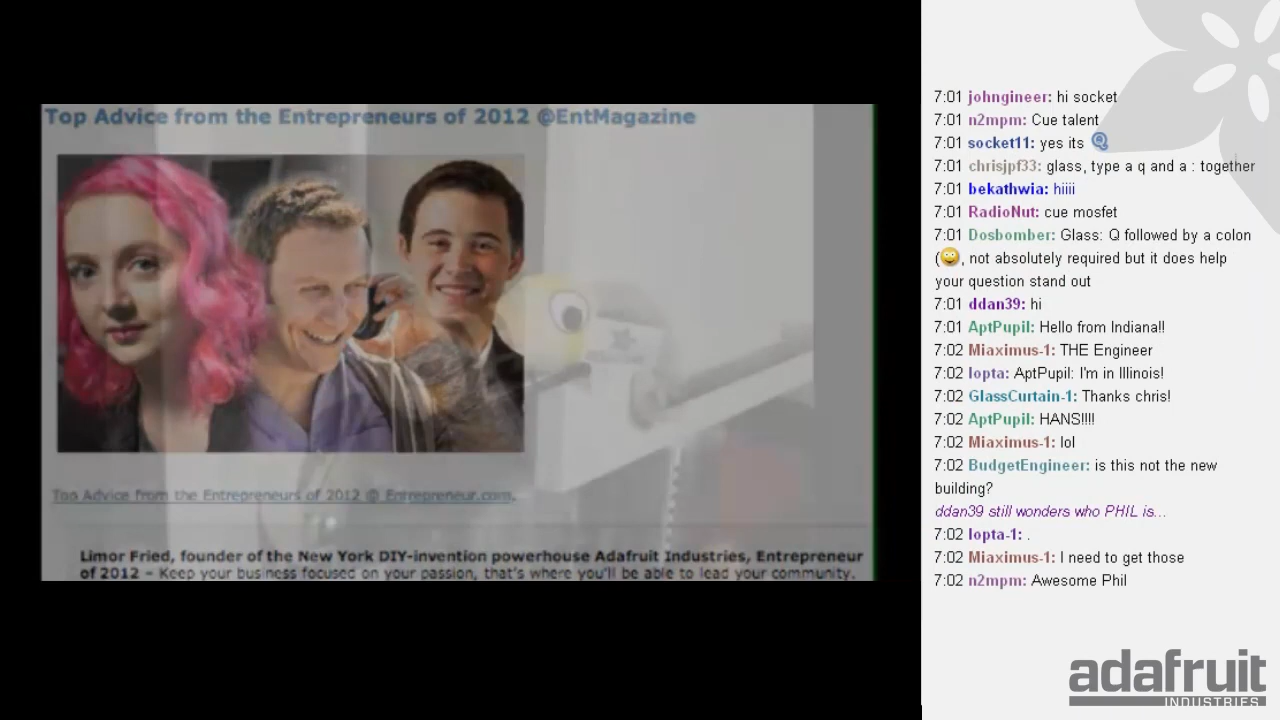 Top Advice from the Entrepreneurs of 2012 @EntMagazine
Top Advice from the Entrepreneurs of 2012 @ Entrepreneur.com.
Limor Fried, founder of the New York DIY-invention powerhouse Adafruit Industries, Entrepreneur
of 2012 – Keep your business focused on your passion, that's where you'll be able to lead your community.
7:01 johngineer: hi socket
7:01 n2mpm: Cue talent
7:01 socket11: yes its
7:01 chrisjpf33: glass, type a q and a : together
7:01 bekathwia: hiiii
7:01 RadioNut: cue mosfet
7:01 Dosbomber: Glass: Q followed by a colon
(, not absolutely required but it does help
your question stand out
7:01 ddan39: hi
7:01 AptPupil: Hello from Indiana!!
7:02 Miaximus-1: THE Engineer
7:02 lopta: AptPupil: I'm in Illinois!
7:02 GlassCurtain-1: Thanks chris!
7:02 AptPupil: HANS!!!!
7:02 Miaximus-1: lol
7:02 BudgetEngineer: is this not the new
building?
ddan39 still wonders who PHIL is...
7:02 lopta-1: .
7:02 Miaximus-1: I need to get those
7:02 n2mpm: Awesome Phil
adafruit
INDUSTRIES